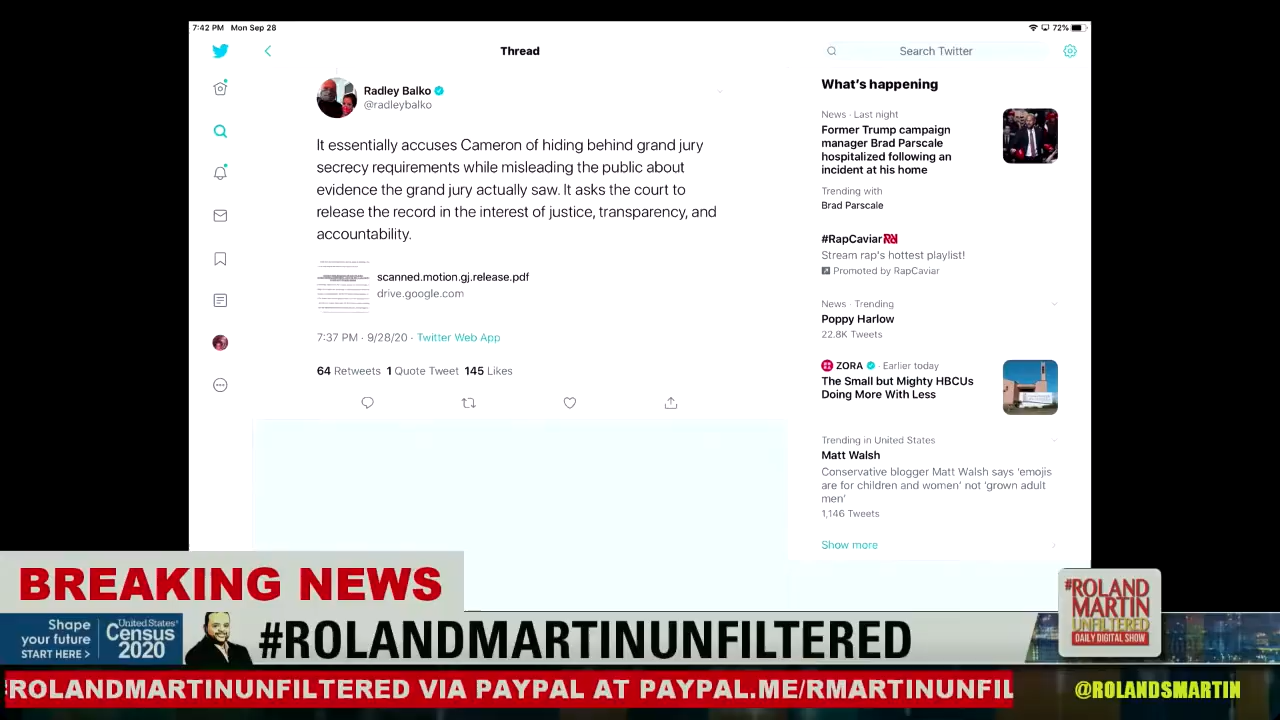 7:42 PM Mon Sep 28
72%
Thread
Search Twitter
Radley Balko
@radleybalko
It essentially accuses Cameron of hiding behind grand jury
secrecy requirements while misleading the public about
evidence the grand jury actually saw. It asks the court to
release the record in the interest of justice, transparency, and
accountability.
scanned.motion.gj.release.pdf
drive.google.com
7:37 PM · 9/28/20 · Twitter Web App
64 Retweets 1 Quote Tweet 145 Likes
What's happening
News · Last night
Former Trump campaign
manager Brad Parscale
hospitalized following an
incident at his home
Trending with
Brad Parscale
#RapCaviar
Stream rap's hottest playlist!
Promoted by RapCaviar
News · Trending
Poppy Harlow
22.8K Tweets
ZORA · Earlier today
The Small but Mighty HBCUs
Doing More With Less
Trending in United States
Matt Walsh
Conservative blogger Matt Walsh says 'emojis
are for children and women' not 'grown adult
men'
1,146 Tweets
Show more
BREAKING NEWS
Shape
your future
START HERE >
United States®
Census
2020
#ROLANDMARTINUNFILTERED
#ROLAND
MARTIN
UNFILTERED
DAILY DIGITAL SHOW
#ROLANDMARTINUNFILTERED VIA PAYPAL AT PAYPAL.ME/RMARTINUNFIL
@ROLANDSMARTIN